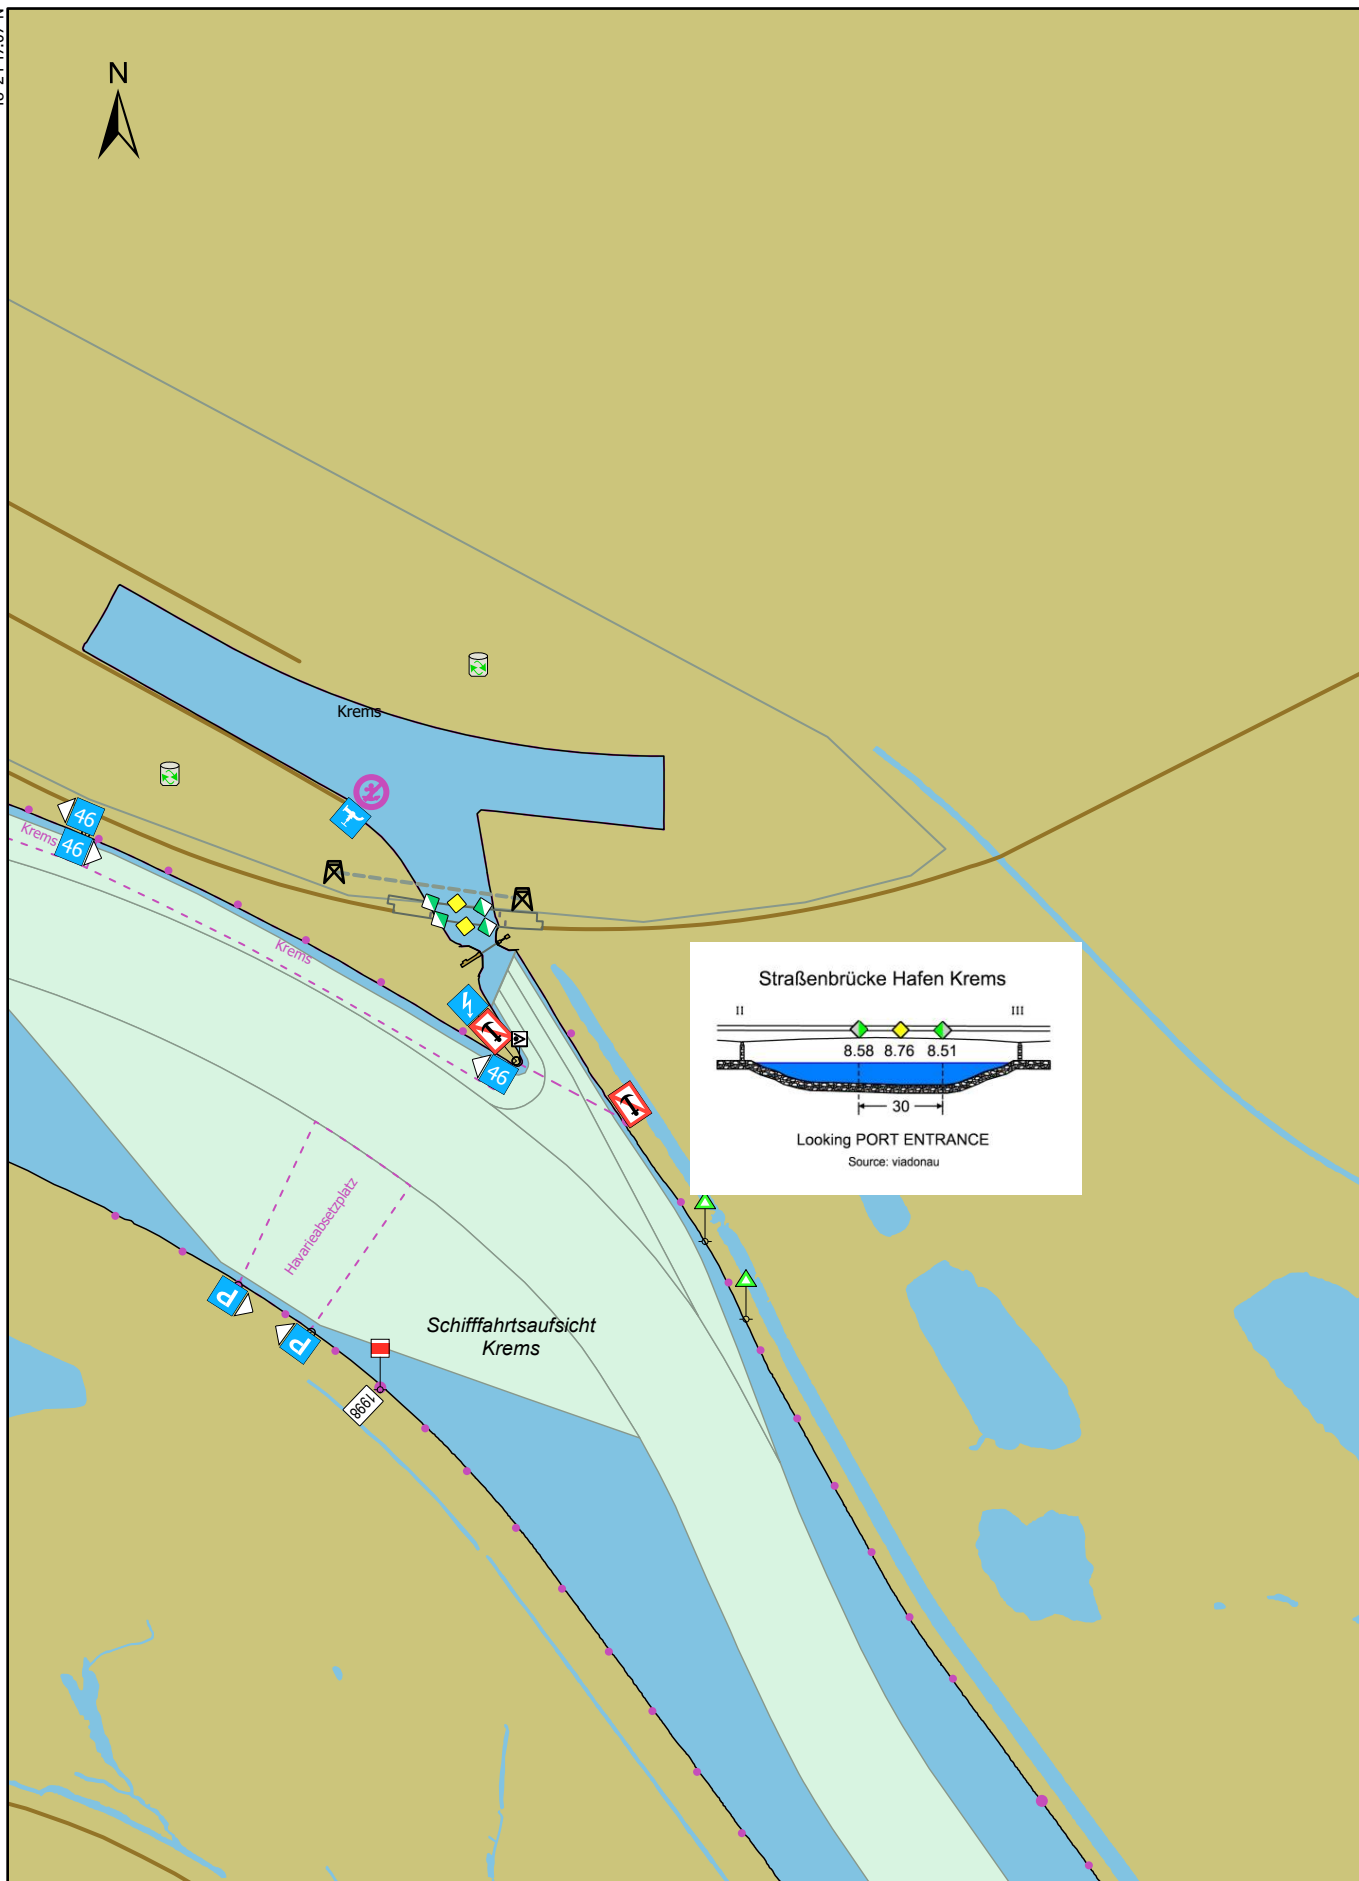 N
Krems
46
46
Krems
Krems
46
Straßenbrücke Hafen Krems
II
III
8.58 8.76 8.51
30
Looking PORT ENTRANCE
Source: viadonau
Havarieabsetzplatz
P
P
Schifffahrtsaufsicht
Krems
1998